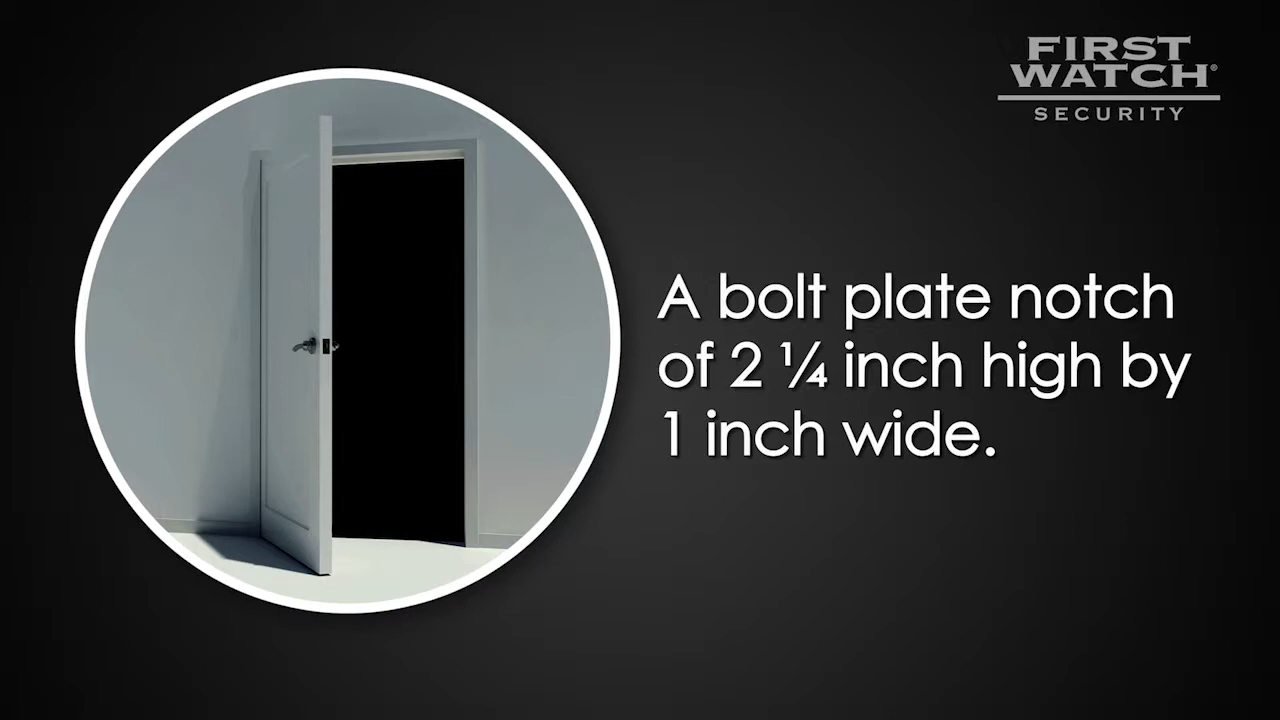 FIRST
WATCH®
SECURITY
A bolt plate notch
of 2 ¼ inch high by
1 inch wide.